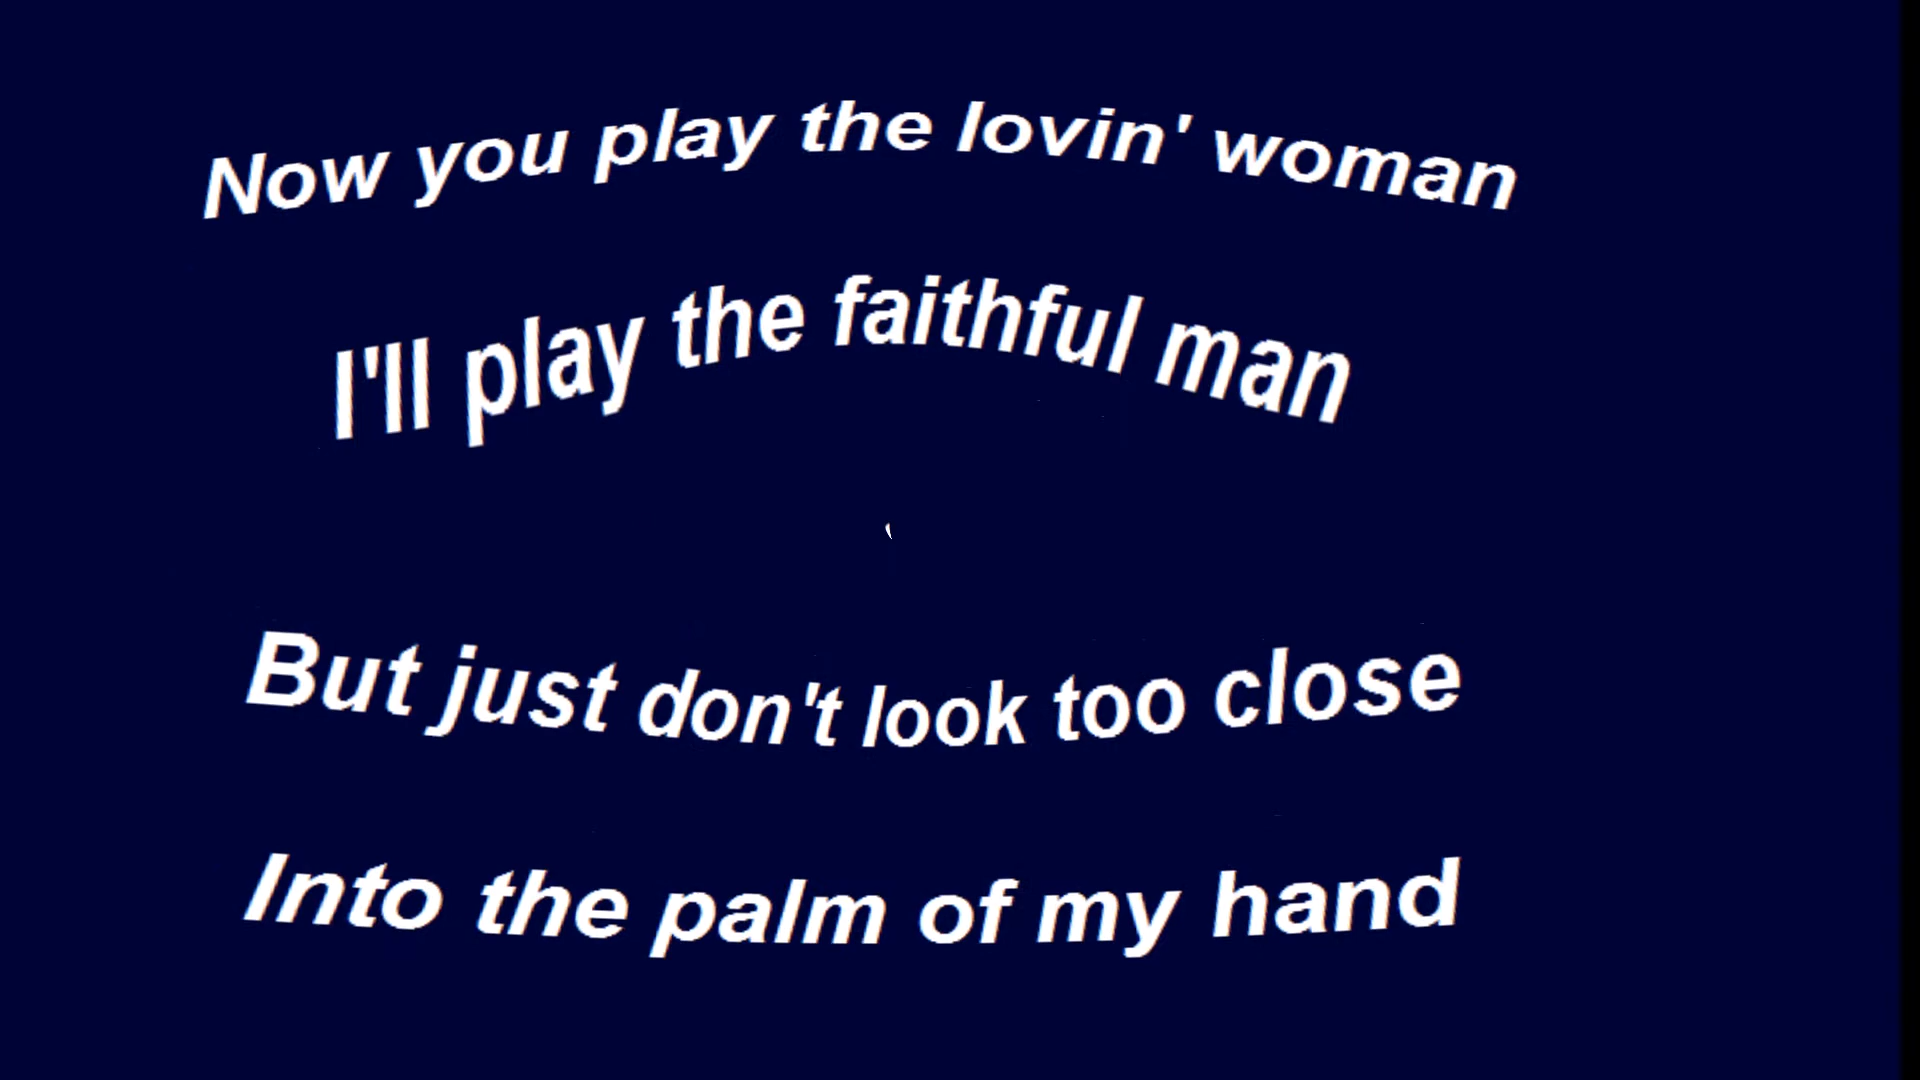 Now you play the lovin' woman
I'll play the faithful man
But just don't look too close
Into the palm of my hand